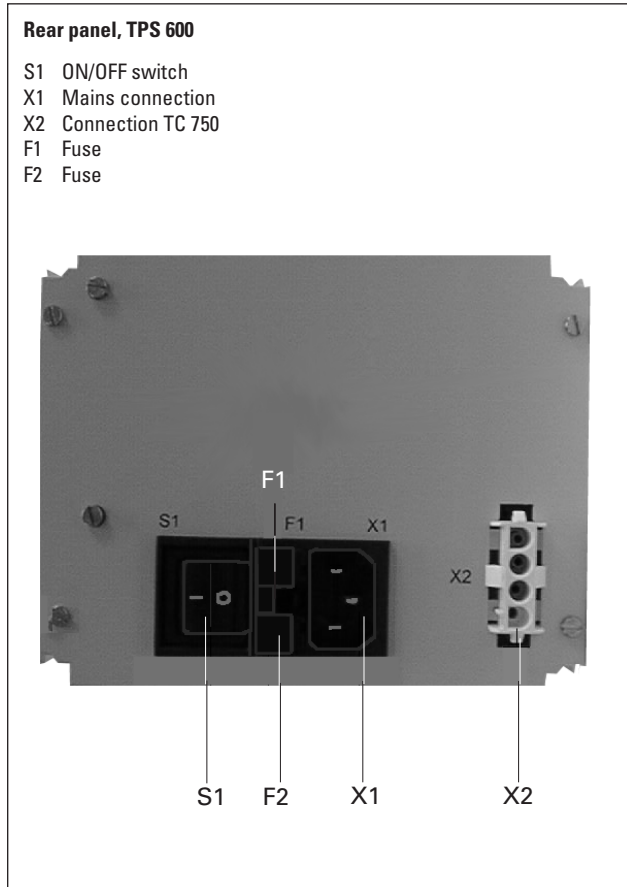 Rear panel, TPS 600
S1 ON/OFF switch
X1 Mains connection
X2 Connection TC 750
F1 Fuse
F2 Fuse
F1
S1 F1 X1
X2
S1 F2 X1 X2